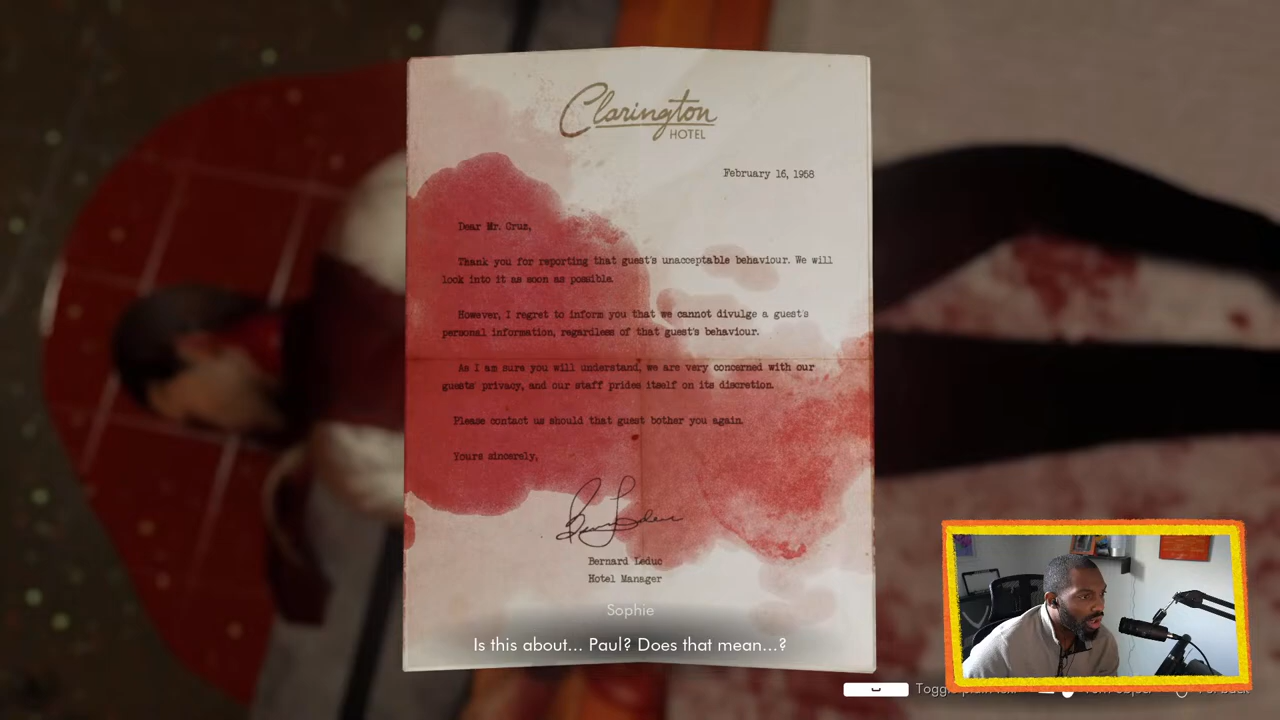 Clarington
HOTEL
February 16, 1958
Dear Mr. Cruz,
Thank you for reporting that guest's unacceptable behaviour. We will
look into it as soon as possible.
However, I regret to inform you that we cannot divulge a guest's
personal information, regardless of that guest's behaviour.
As I am sure you will understand, we are very concerned with our
guests' privacy, and our staff prides itself on its discretion.
Please contact us should that guest bother you again.
Yours sincerely,
Bernard Leduc
Hotel Manager
Sophie
Is this about... Paul? Does that mean...?